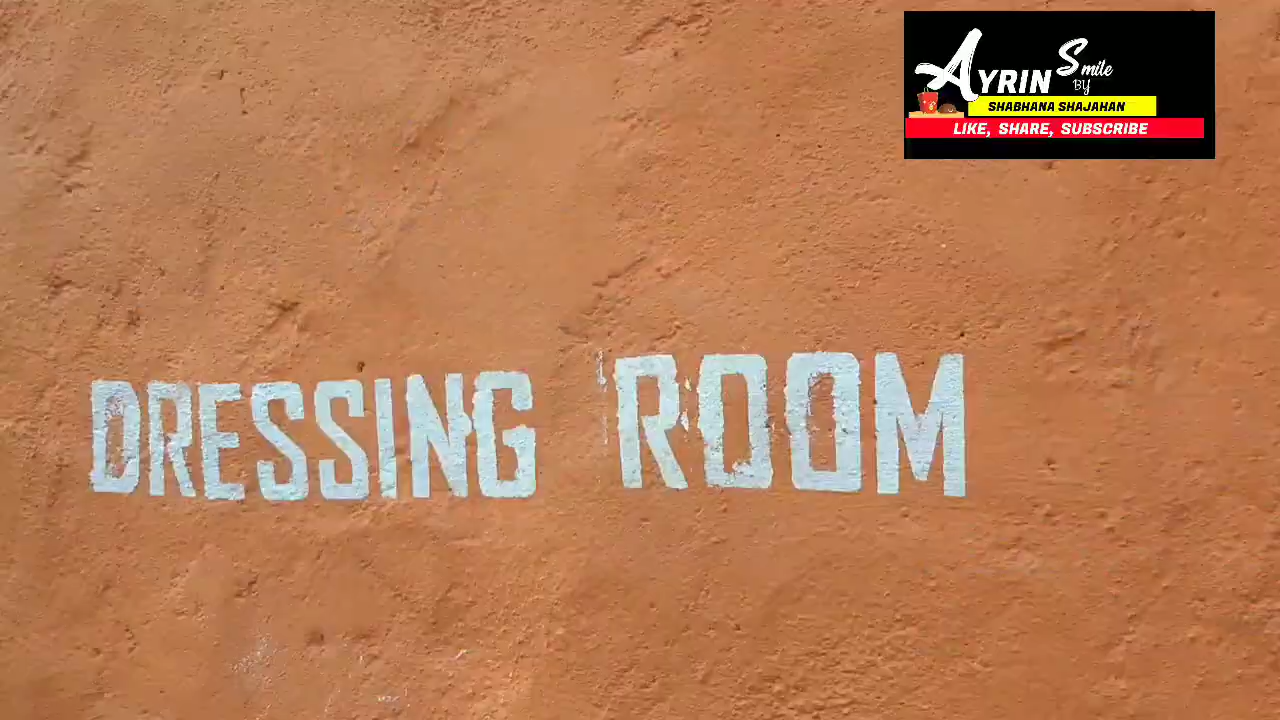 AYRIN Smile
BY
SHABHANA SHAJAHAN
LIKE, SHARE, SUBSCRIBE
DRESSING ROOM